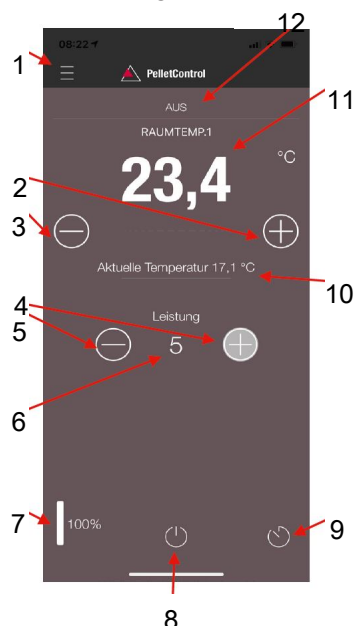 12
08:22
1
PelletControl
11
AUS
RAUMTEMP.1
23,4 °C
2
3
Aktuelle Temperatur 17,1 °C
10
4
Leistung
5
5
6
7
100%
9
8